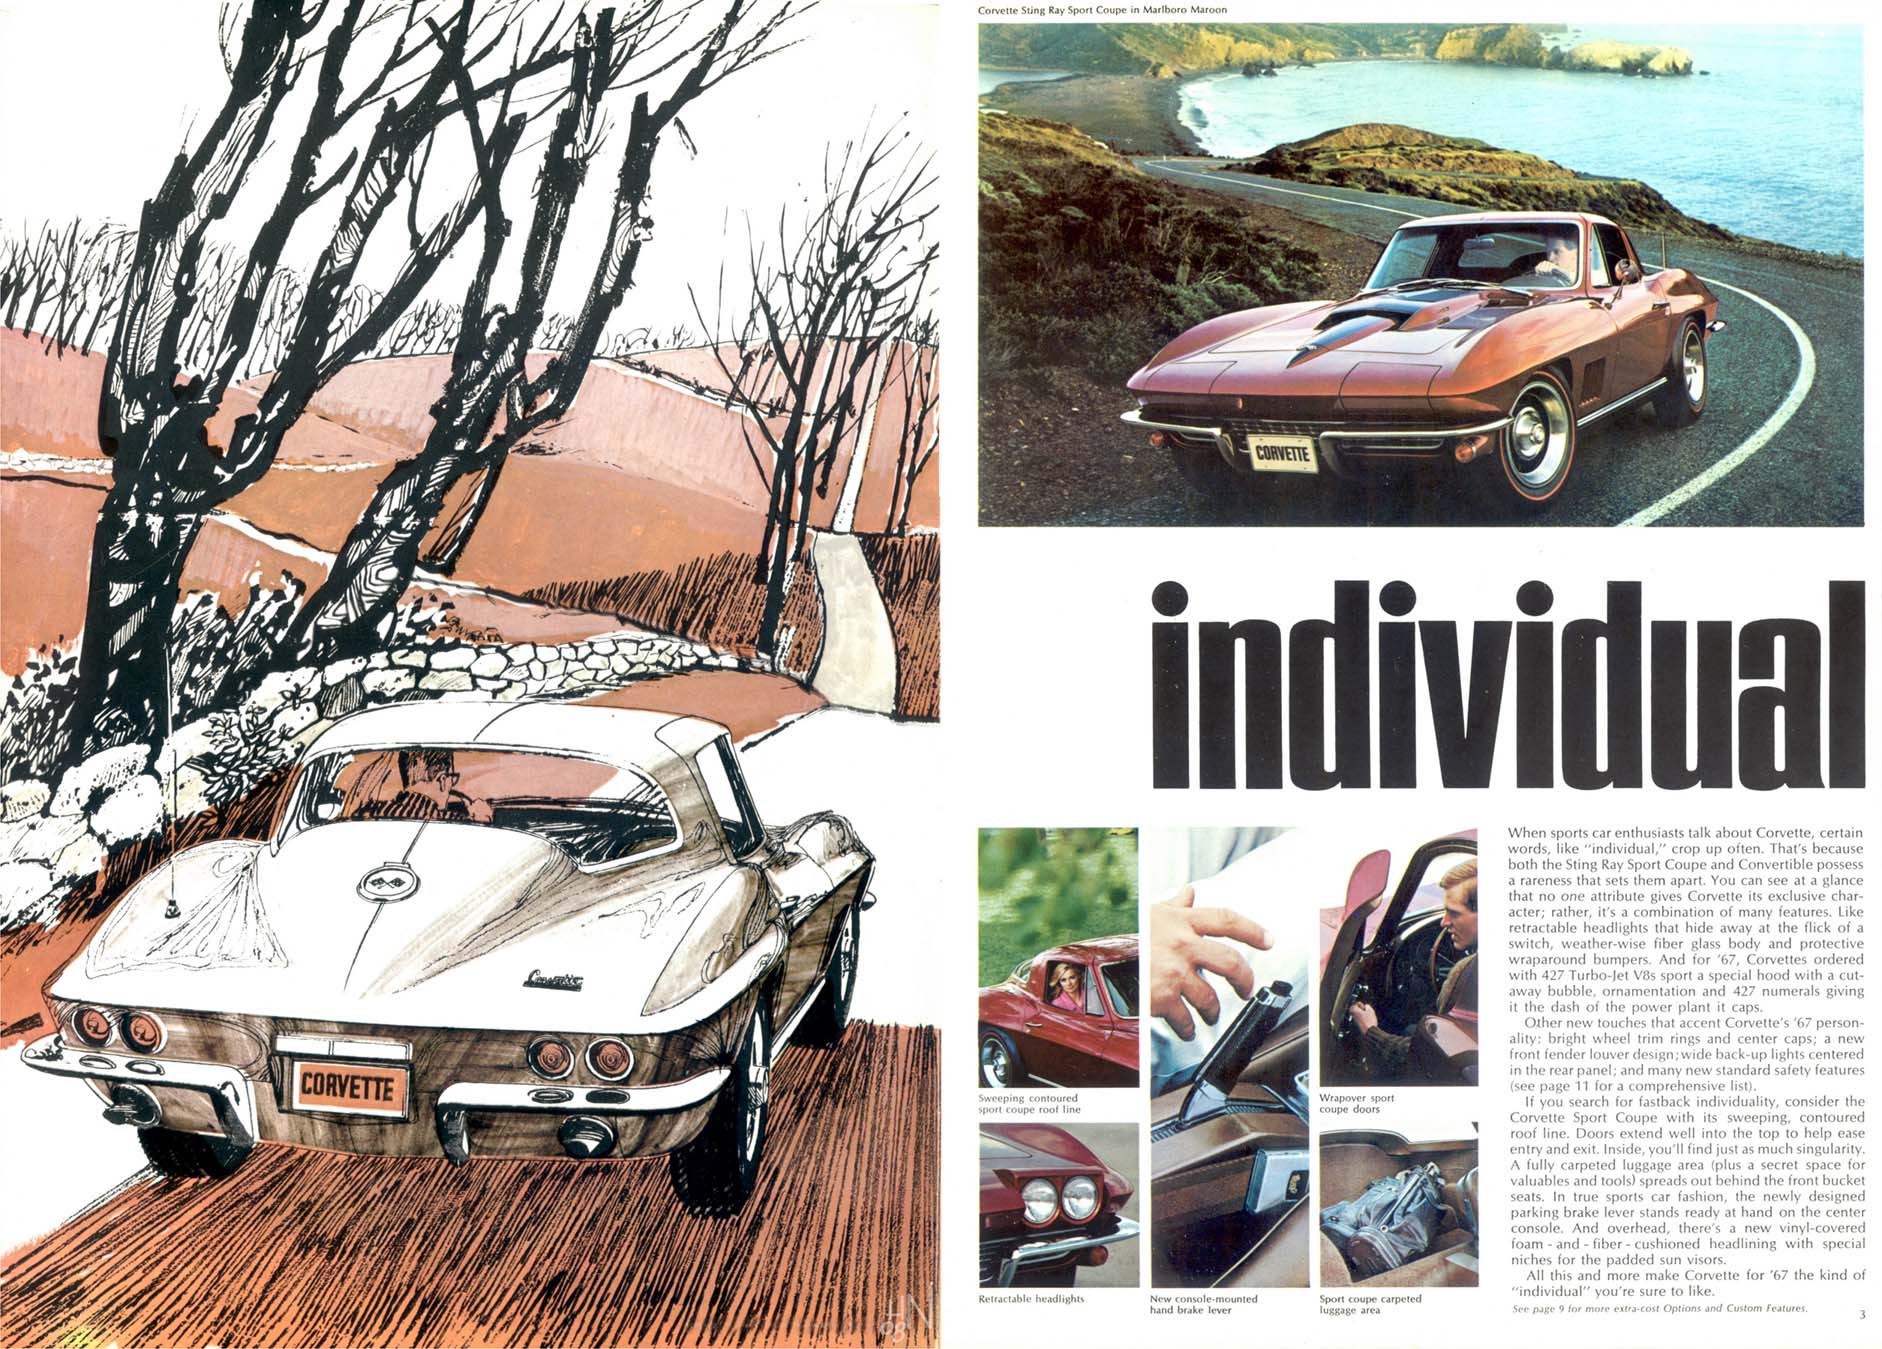 Corvette Sting Ray Sport Coupe in Marlboro Maroon
CORVETTE
individual
Corvette
CORVETTE
Sweeping contoured
sport coupe roof line
Retractable headlights
New console-mounted
hand brake lever
Wrapover sport
coupe doors
Sport coupe carpeted
luggage area
When sports car enthusiasts talk about Corvette, certain
words, like “individual,” crop up often. That’s because
both the Sting Ray Sport Coupe and Convertible possess
a rareness that sets them apart. You can see at a glance
that no one attribute gives Corvette its exclusive char-
acter; rather, it’s a combination of many features. Like
retractable headlights that hide away at the flick of a
switch, weather-wise fiber glass body and protective
wraparound bumpers. And for ’67, Corvettes ordered
with 427 Turbo-Jet V8s sport a special hood with a cut-
away bubble, ornamentation and 427 numerals giving
it the dash of the power plant it caps.
Other new touches that accent Corvette’s ’67 person-
ality: bright wheel trim rings and center caps; a new
front fender louver design; wide back-up lights centered
in the rear panel; and many new standard safety features
(see page 11 for a comprehensive list).
If you search for fastback individuality, consider the
Corvette Sport Coupe with its sweeping, contoured
roof line. Doors extend well into the top to help ease
entry and exit. Inside, you’ll find just as much singularity.
A fully carpeted luggage area (plus a secret space for
valuables and tools) spreads out behind the front bucket
seats. In true sports car fashion, the newly designed
parking brake lever stands ready at hand on the center
console. And overhead, there’s a new vinyl-covered
foam - and - fiber - cushioned headlining with special
niches for the padded sun visors.
All this and more make Corvette for ’67 the kind of
“individual” you’re sure to like.
See page 9 for more extra-cost Options and Custom Features.
3